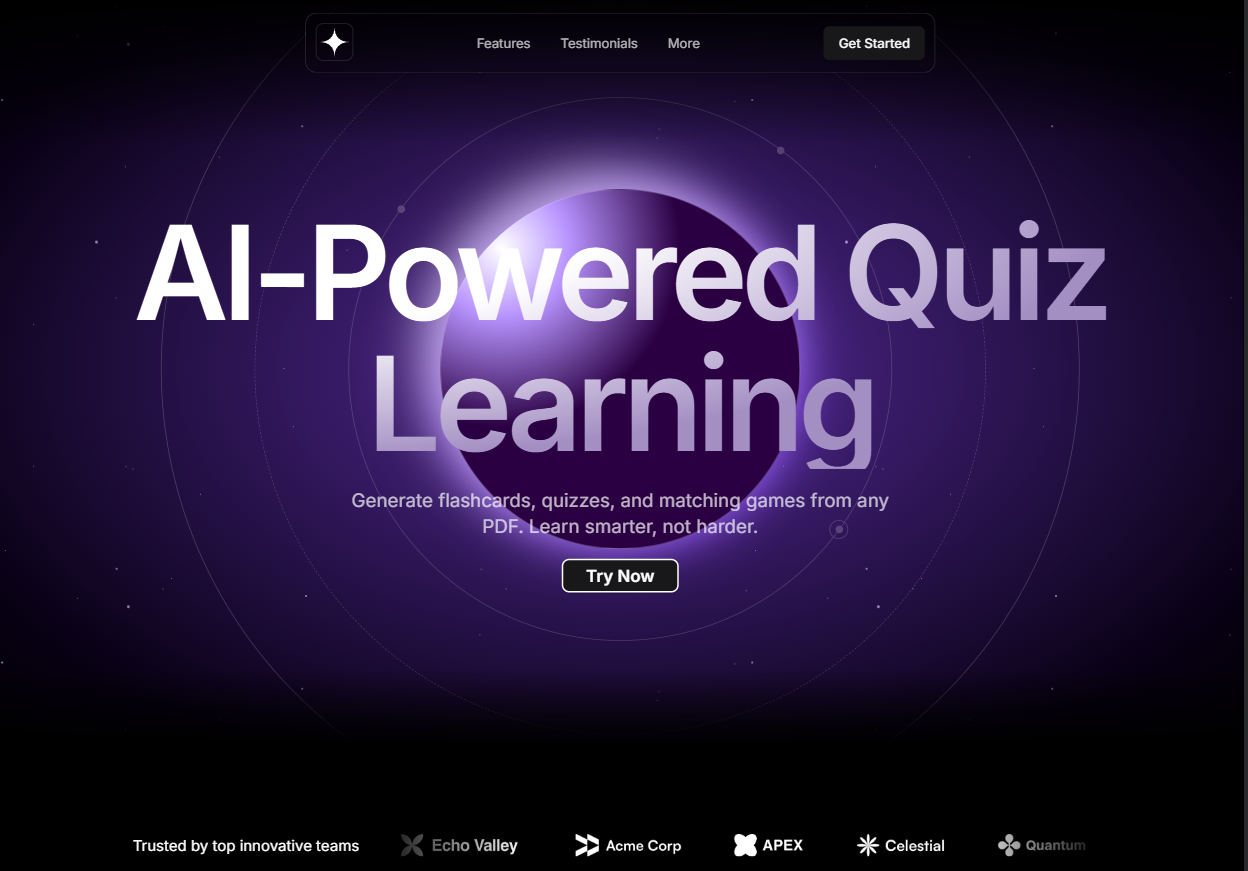 Features Testimonials More Get Started
AI-Powered Quiz
Learning
Generate flashcards, quizzes, and matching games from any
PDF. Learn smarter, not harder.
Try Now
Trusted by top innovative teams Echo Valley Acme Corp APEX Celestial Quantum